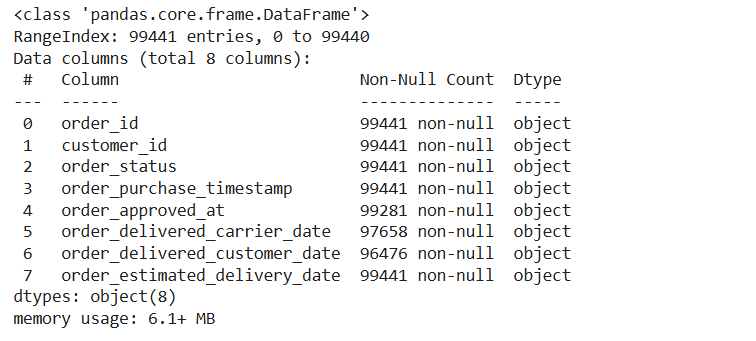 <class 'pandas.core.frame.DataFrame'>
RangeIndex: 99441 entries, 0 to 99440
Data columns (total 8 columns):
 #   Column                         Non-Null Count  Dtype
---  ------                         --------------  -----
 0   order_id                       99441 non-null  object
 1   customer_id                    99441 non-null  object
 2   order_status                   99441 non-null  object
 3   order_purchase_timestamp       99441 non-null  object
 4   order_approved_at              99281 non-null  object
 5   order_delivered_carrier_date   97658 non-null  object
 6   order_delivered_customer_date  96476 non-null  object
 7   order_estimated_delivery_date  99441 non-null  object
dtypes: object(8)
memory usage: 6.1+ MB